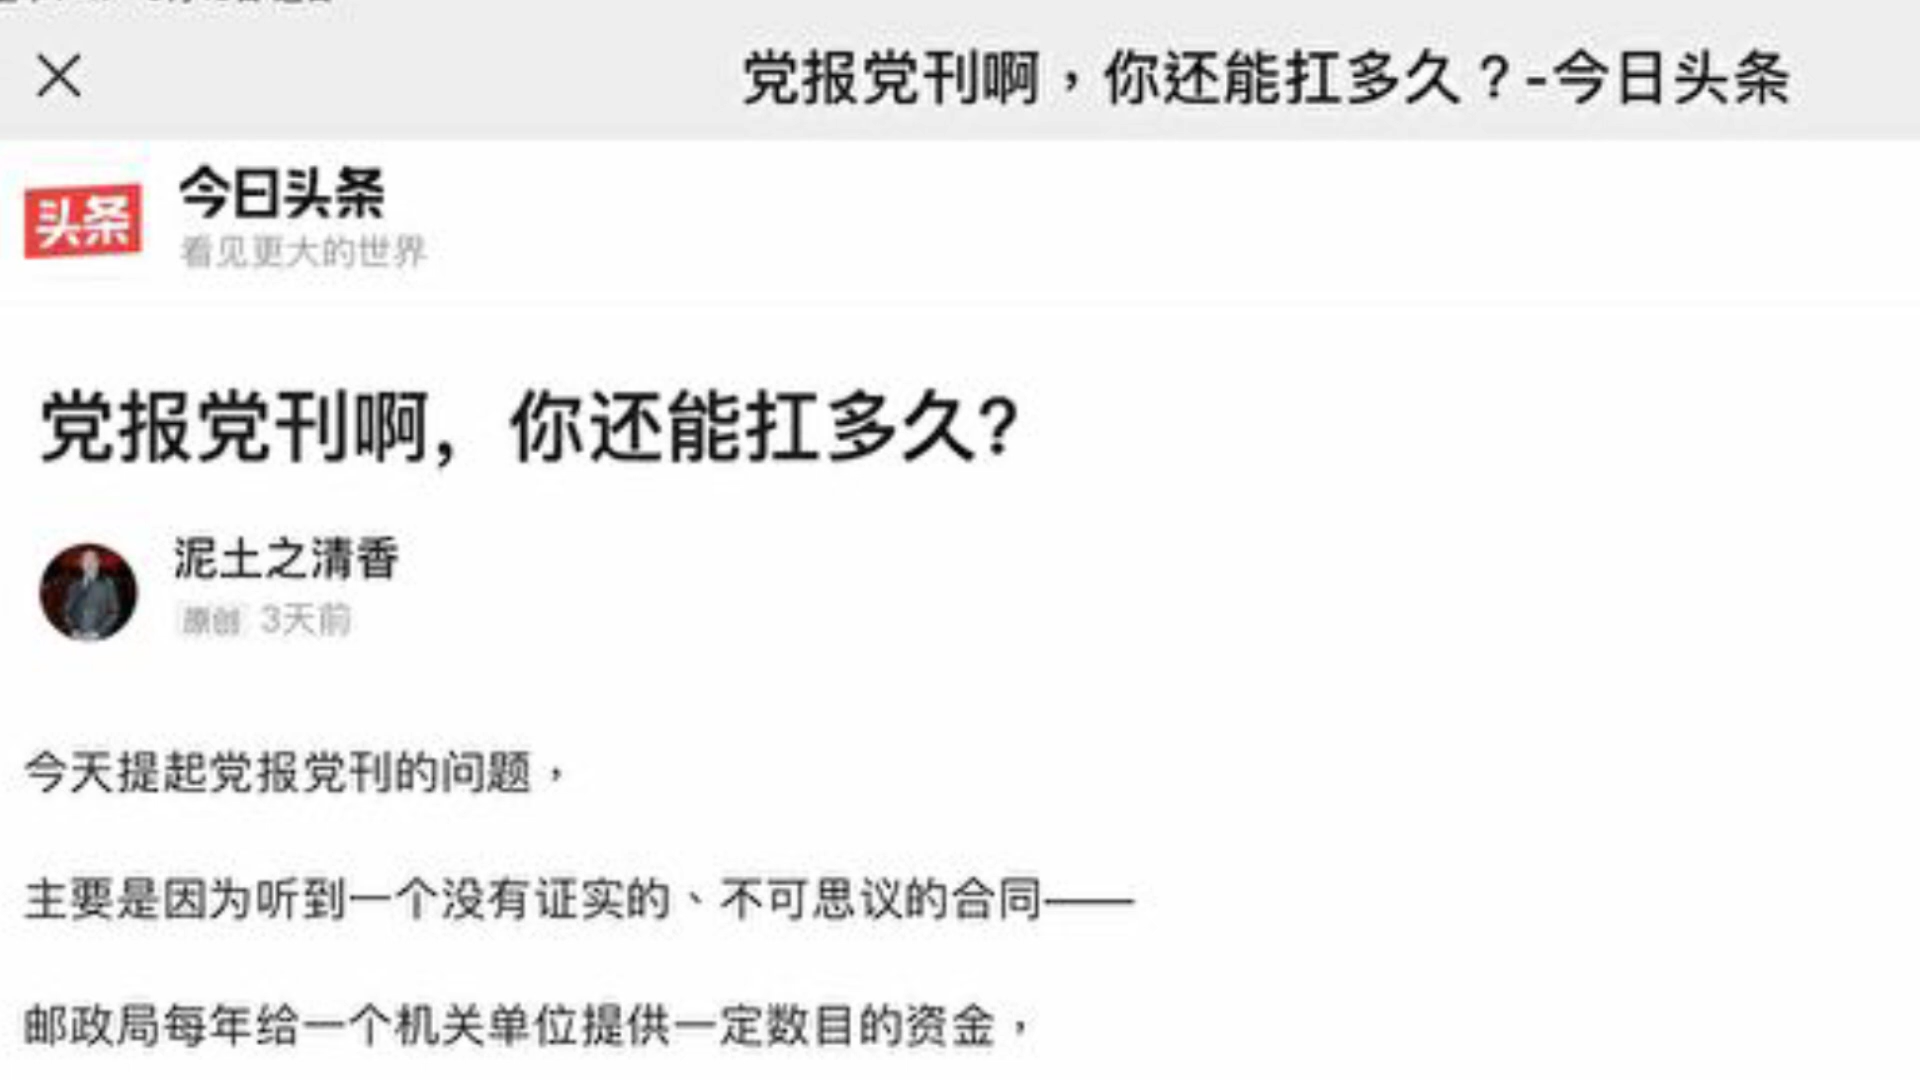 党报党刊啊，你还能扛多久？-今日头条
头条
今日头条
看见更大的世界
党报党刊啊，你还能扛多久？
泥土之清香
原创 3天前
今天提起党报党刊的问题，
主要是因为听到一个没有证实的、不可思议的合同——
邮政局每年给一个机关单位提供一定数目的资金，